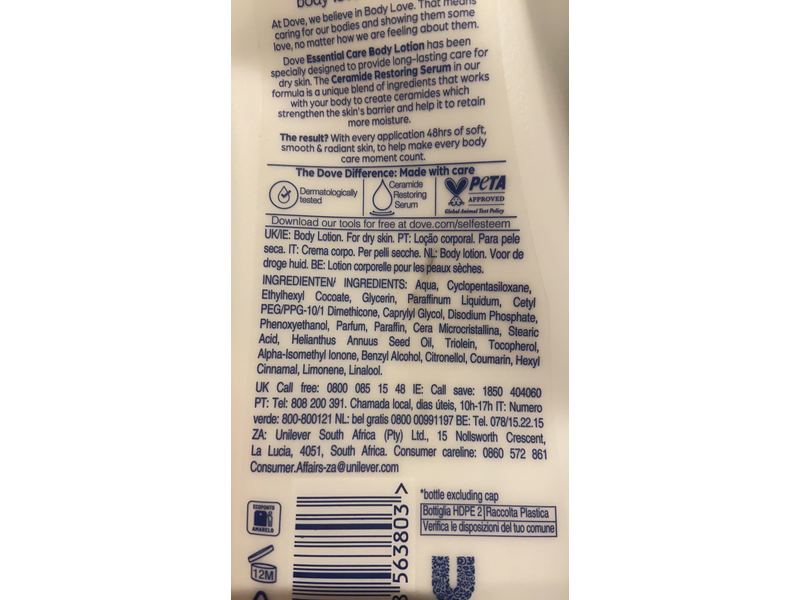 At Dove, we believe in Body Love. That means
caring for our bodies and showing them some
love, no matter how we are feeling about them.
Dove Essential Care Body Lotion has been
specially designed to provide long-lasting care for
dry skin. The Ceramide Restoring Serum in our
formula is a unique blend of ingredients that works
with your body to create ceramides which
strengthen the skin's barrier and help it to retain
more moisture.
The result? With every application 48hrs of soft,
smooth & radiant skin, to help make every body
care moment count.
The Dove Difference: Made with care
Dermatologically
tested
Ceramide
Restoring
Serum
PETA
APPROVED
Global Animal Test Policy
Download our tools for free at dove.com/selfesteem
UK/IE: Body Lotion. For dry skin. PT: Loção corporal. Para pele
seca. IT: Crema corpo. Per pelli secche. NL: Body lotion. Voor de
droge huid. BE: Lotion corporelle pour les peaux sèches.
INGREDIENTEN/ INGREDIENTS: Aqua, Cyclopentasiloxane,
Ethylhexyl Cocoate, Glycerin, Paraffinum Liquidum, Cetyl
PEG/PPG-10/1 Dimethicone, Caprylyl Glycol, Disodium Phosphate,
Phenoxyethanol, Parfum, Paraffin, Cera Microcristallina, Stearic
Acid, Helianthus Annuus Seed Oil, Triolein, Tocopherol,
Alpha-Isomethyl Ionone, Benzyl Alcohol, Citronellol, Coumarin, Hexyl
Cinnamal, Limonene, Linalool.
UK Call free: 0800 085 15 48 IE: Call save: 1850 404060
PT: Tel: 808 200 391. Chamada local, dias úteis, 10h-17h IT: Numero
verde: 800-800121 NL: bel gratis 0800 00991197 BE: Tel. 078/15.22.15
ZA: Unilever South Africa (Pty) Ltd., 15 Nollsworth Crescent,
La Lucia, 4051, South Africa. Consumer careline: 0860 572 861
Consumer.Affairs-za@unilever.com
ECOPONTO
AMARELO
12M
563803 >
*bottle excluding cap
Bottiglia HDPE 2 Raccolta Plastica
Verifica le disposizioni del tuo comune